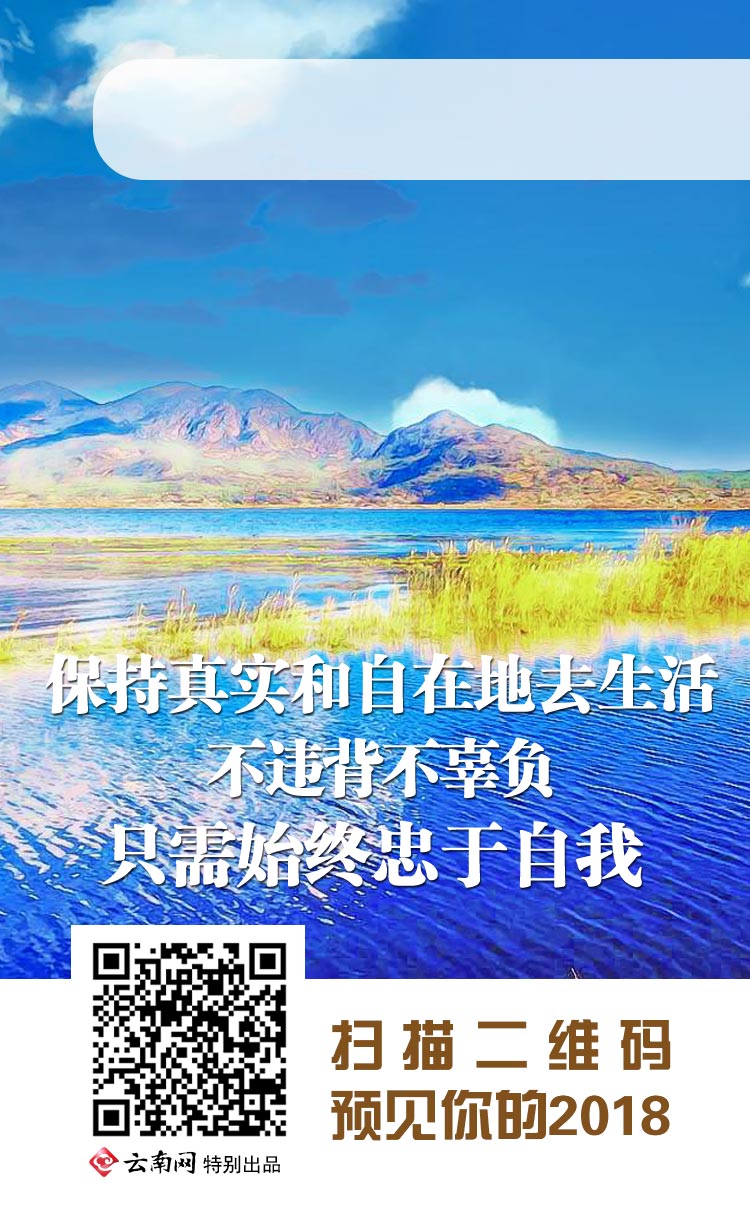 保持真实和自在地去生活
不违背不辜负
只需始终忠于自我
扫描二维码
预见你的2018
云南网 特别出品